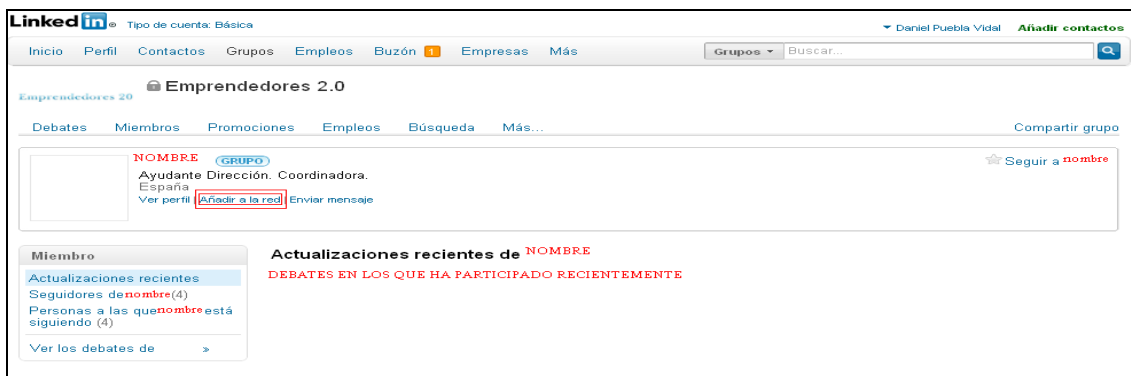 Linked in ® Tipo de cuenta: Básica
Daniel Puebla Vidal Añadir contactos
Inicio Perfil Contactos Grupos Empleos Buzón 1 Empresas Más Grupos Buscar...
Emprendedores 20 Emprendedores 2.0
Debates Miembros Promociones Empleos Búsqueda Más... Compartir grupo
NOMBRE GRUPO Seguir a nombre
Ayudante Dirección. Coordinadora.
España
Ver perfil | Añadir a la red | Enviar mensaje
Miembro
Actualizaciones recientes
Seguidores de nombre (4)
Personas a las que nombre está
siguiendo (4)
Ver los debates de »
Actualizaciones recientes de NOMBRE
DEBATES EN LOS QUE HA PARTICIPADO RECIENTEMENTE